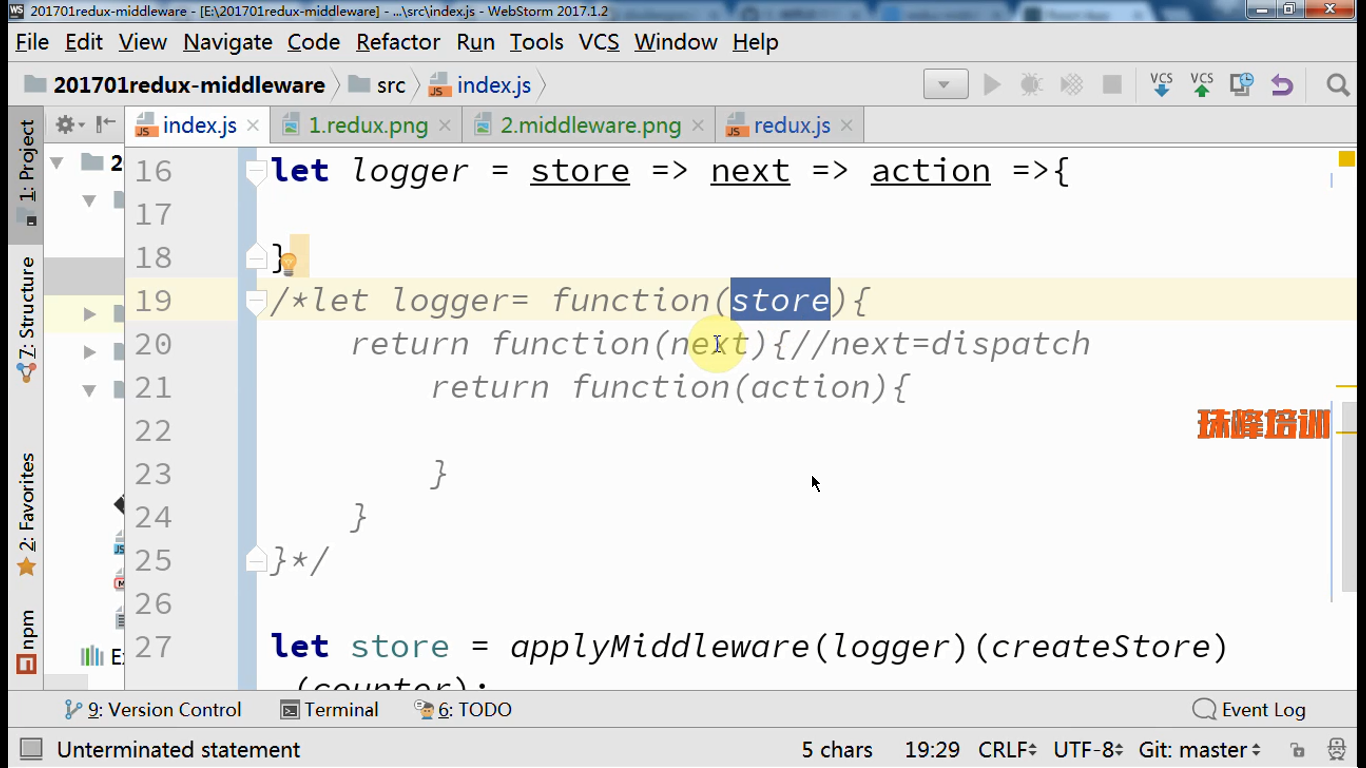 201701redux-middleware - [E:\201701redux-middleware] - ...\src\index.js - WebStorm 2017.1.2
File Edit View Navigate Code Refactor Run Tools VCS Window Help
201701redux-middleware src index.js VCS VCS
index.js 1.redux.png 2.middleware.png redux.js
1: Project
7: Structure
2: Favorites
npm
2
16 let logger = store => next => action =>{
17
18 }
19 /*let logger= function(store){
20 return function(next){//next=dispatch
21 return function(action){
22
23 }
24 }
25 }*/
26
27 let store = applyMiddleware(logger)(createStore)
(counter);
珠峰培训
9: Version Control Terminal 6: TODO Event Log
Unterminated statement 5 chars 19:29 CRLF UTF-8 Git: master